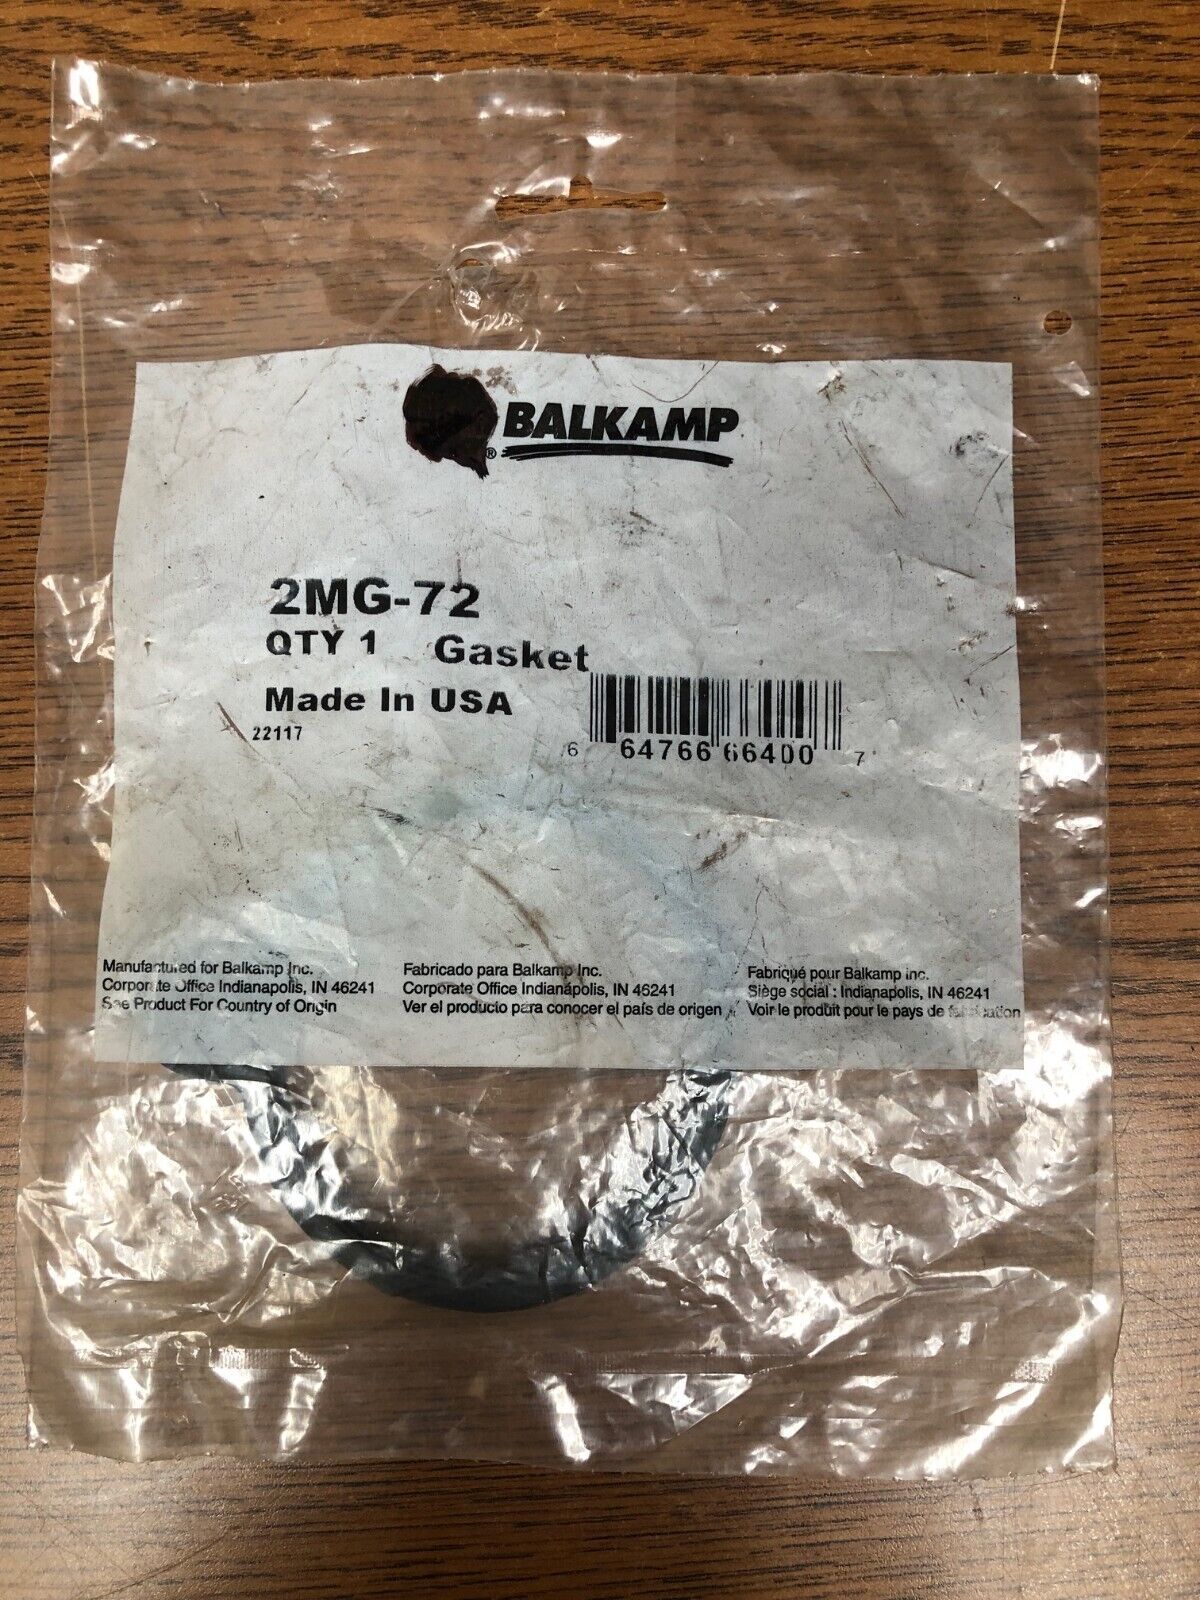 BALKAMP
®
2MG-72
QTY 1 Gasket
Made In USA
22117
6 64766 66400 7
Manufactured for Balkamp Inc.
Corporate Office Indianapolis, IN 46241
See Product For Country of Origin
Fabricado para Balkamp Inc.
Corporate Office Indianápolis, IN 46241
Ver el producto para conocer el país de origen
Fabriqué pour Balkamp Inc.
Siège social : Indianapolis, IN 46241
Voir le produit pour le pays de fabrication